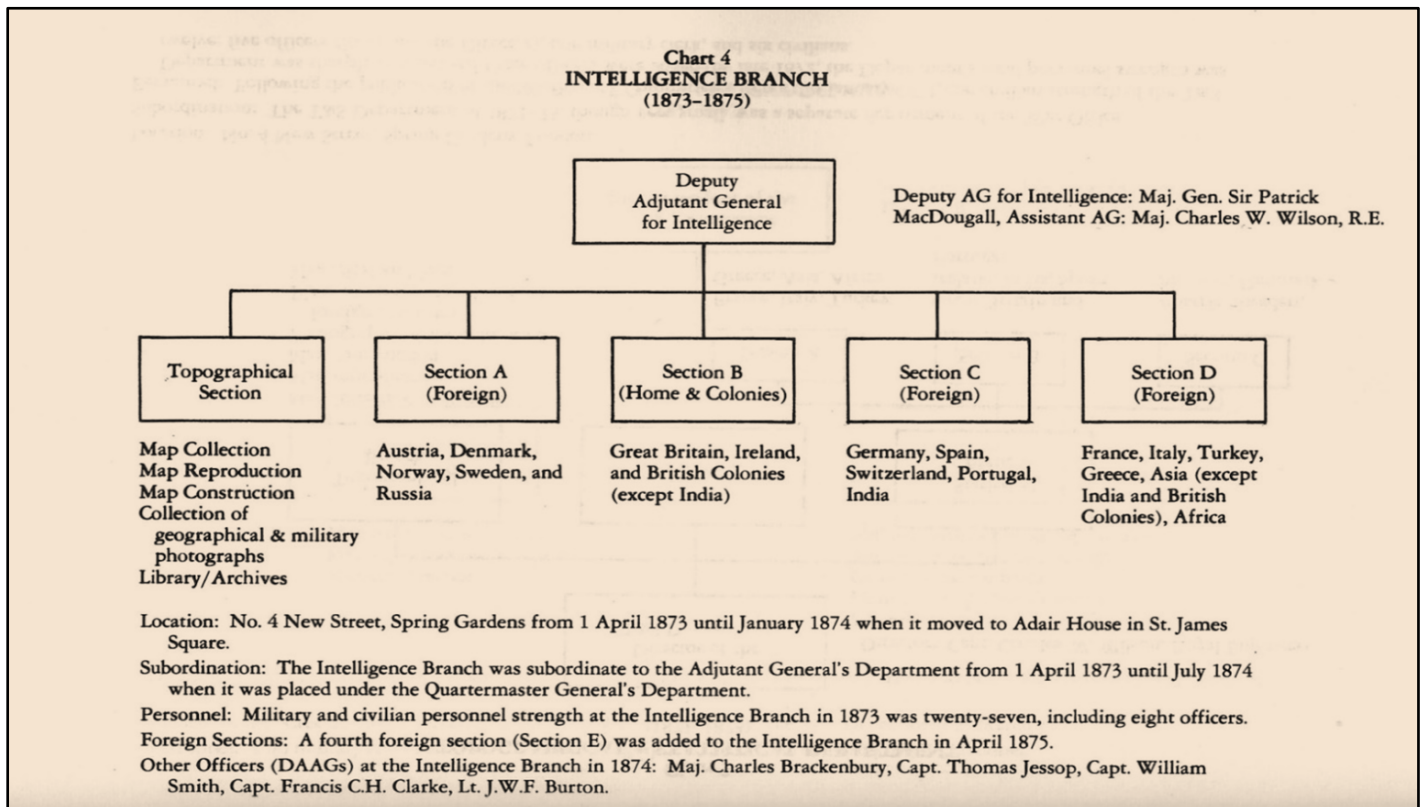 Chart 4
INTELLIGENCE BRANCH
(1873–1875)
Deputy
Adjutant General
for Intelligence
Deputy AG for Intelligence: Maj. Gen. Sir Patrick
MacDougall, Assistant AG: Maj. Charles W. Wilson, R.E.
Topographical
Section
Section A
(Foreign)
Section B
(Home & Colonies)
Section C
(Foreign)
Section D
(Foreign)
Map Collection
Map Reproduction
Map Construction
Collection of
geographical & military
photographs
Library/Archives
Austria, Denmark,
Norway, Sweden, and
Russia
Great Britain, Ireland,
and British Colonies
(except India)
Germany, Spain,
Switzerland, Portugal,
India
France, Italy, Turkey,
Greece, Asia (except
India and British
Colonies), Africa
Location: No. 4 New Street, Spring Gardens from 1 April 1873 until January 1874 when it moved to Adair House in St. James
Square.
Subordination: The Intelligence Branch was subordinate to the Adjutant General's Department from 1 April 1873 until July 1874
when it was placed under the Quartermaster General's Department.
Personnel: Military and civilian personnel strength at the Intelligence Branch in 1873 was twenty-seven, including eight officers.
Foreign Sections: A fourth foreign section (Section E) was added to the Intelligence Branch in April 1875.
Other Officers (DAAGs) at the Intelligence Branch in 1874: Maj. Charles Brackenbury, Capt. Thomas Jessop, Capt. William
Smith, Capt. Francis C.H. Clarke, Lt. J.W.F. Burton.